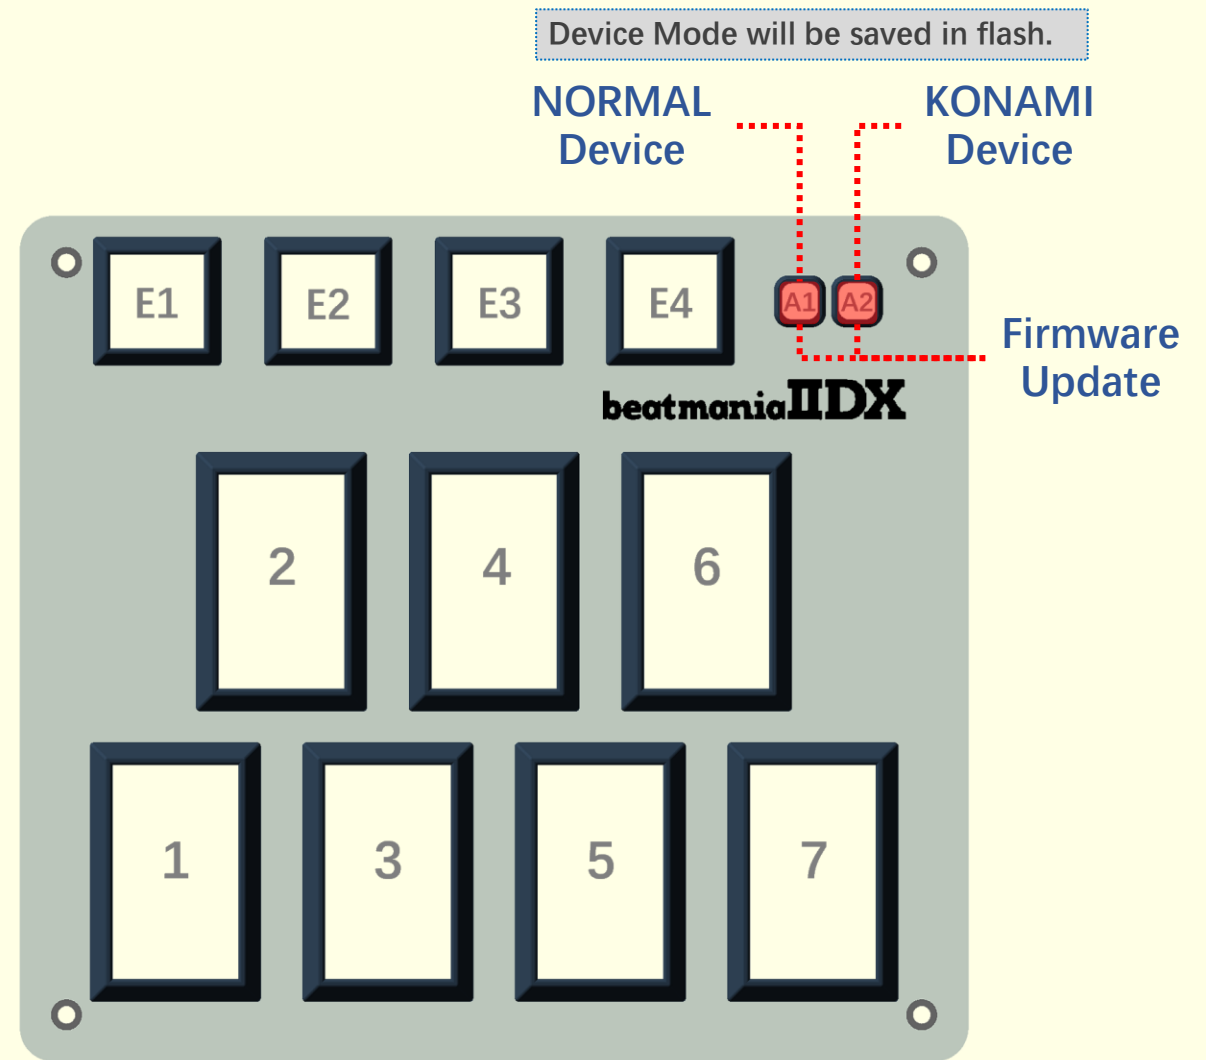 Device Mode will be saved in flash.
NORMAL
Device
KONAMI
Device
E1
E2
E3
E4
A1
A2
Firmware
Update
beatmaniaIIDX
2
4
6
1
3
5
7